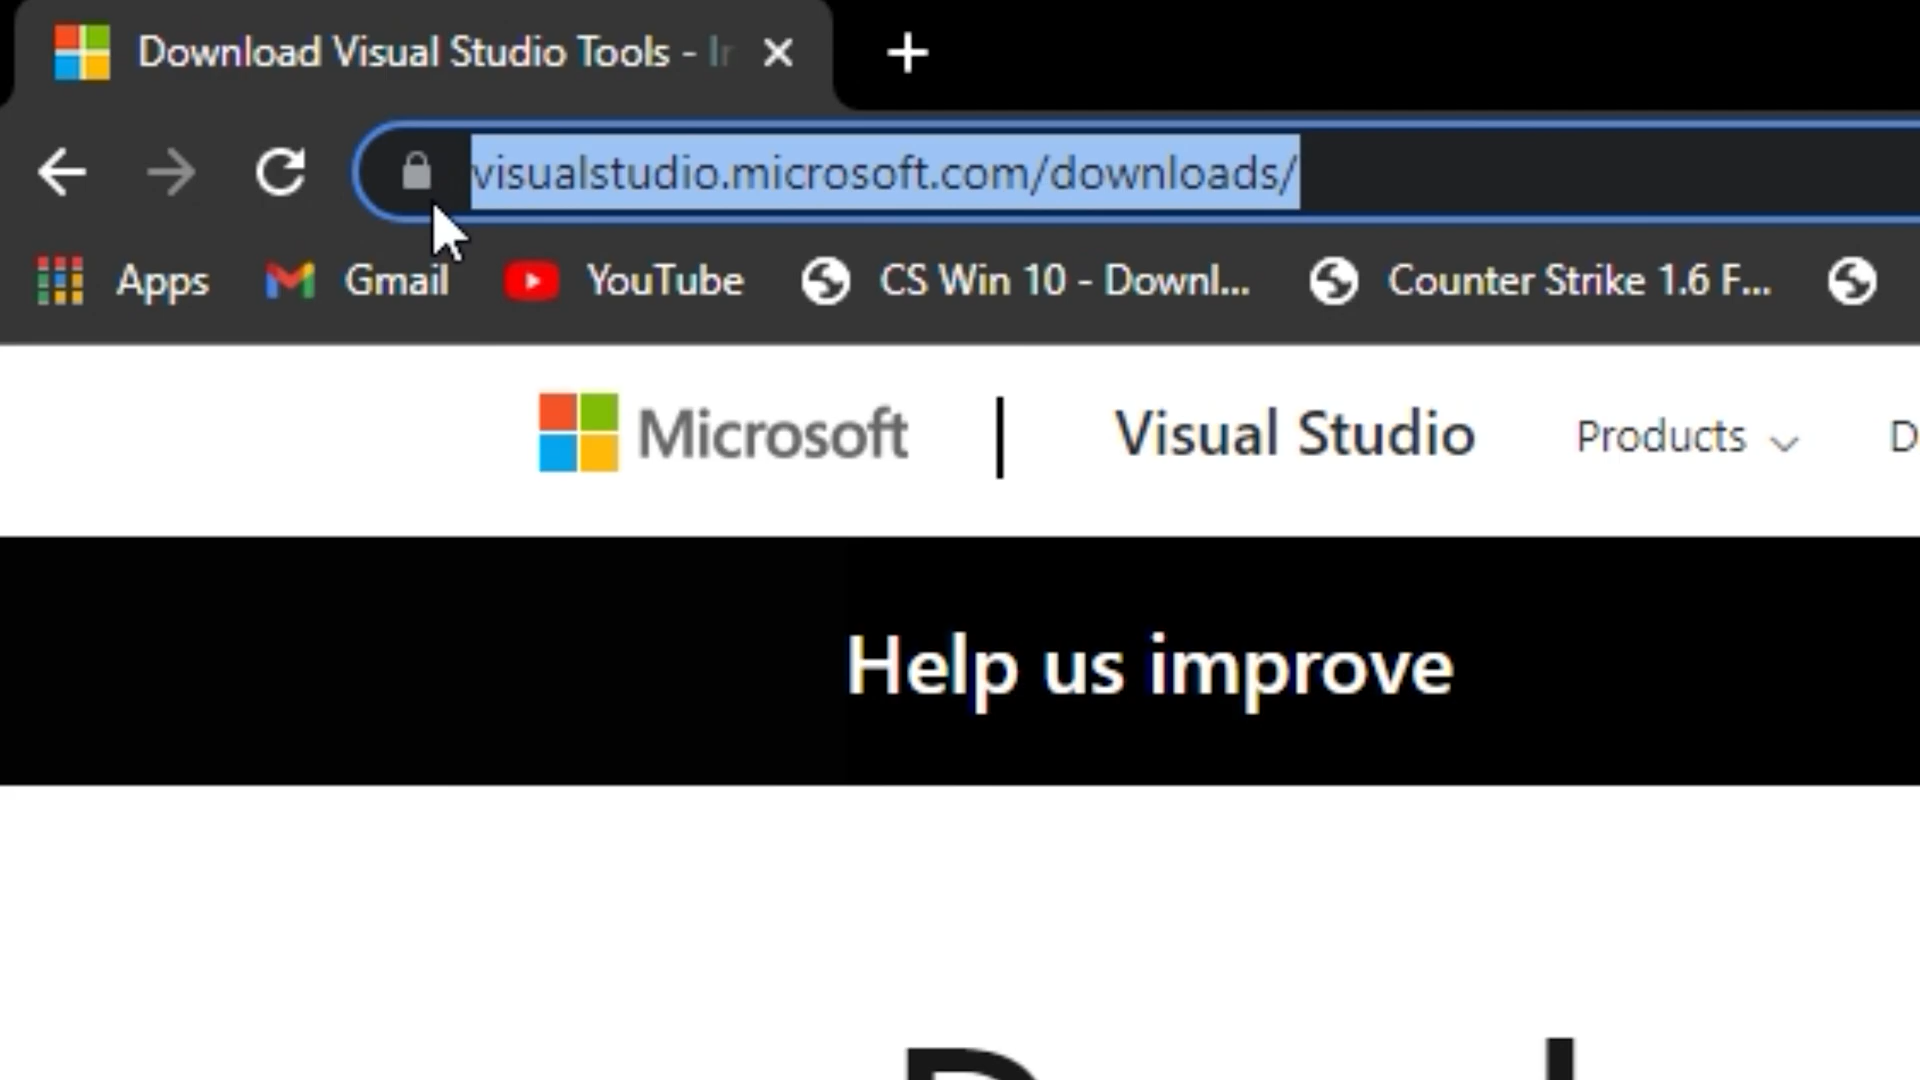 Download Visual Studio Tools - Ir
visualstudio.microsoft.com/downloads/
Apps Gmail YouTube CS Win 10 - Downl... Counter Strike 1.6 F...
Microsoft Visual Studio Products D
Help us improve